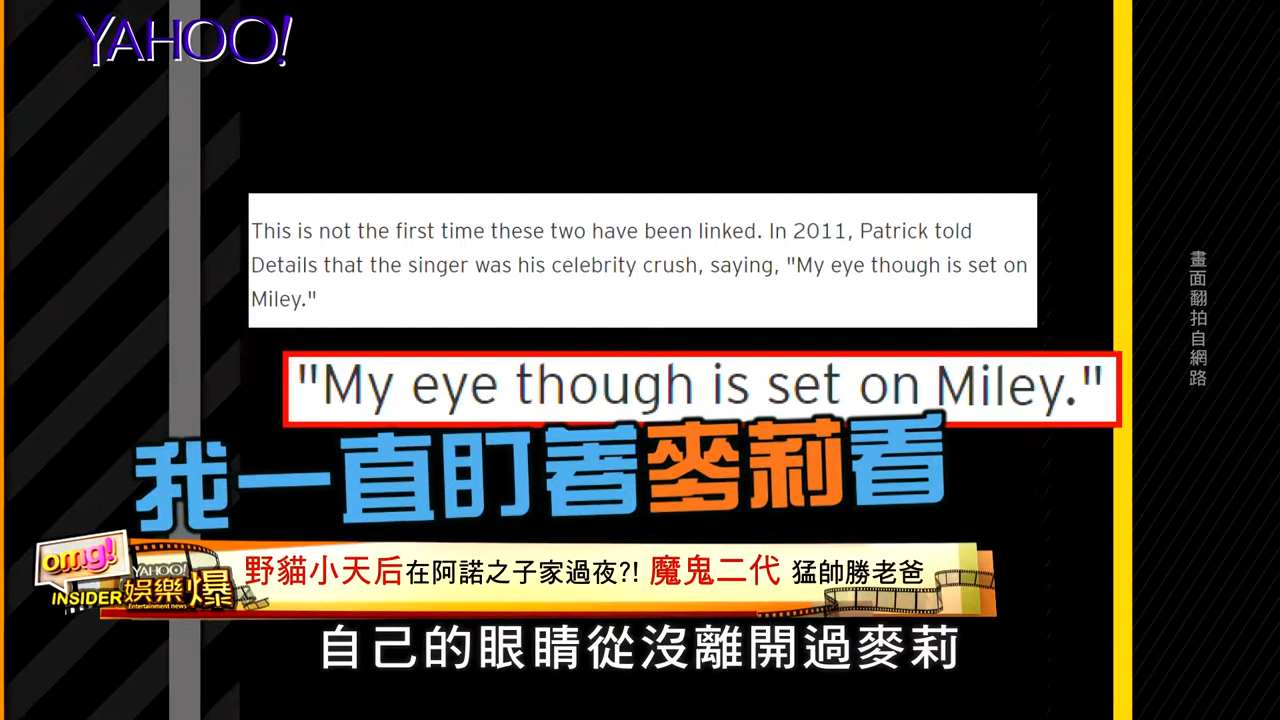 YAHOO!
This is not the first time these two have been linked. In 2011, Patrick told
Details that the singer was his celebrity crush, saying, "My eye though is set on
Miley."
"My eye though is set on Miley."
我一直盯著麥莉看
畫面翻拍自網路
omg!
INSIDER
YAHOO!
娛樂爆
Entertainment news
野貓小天后在阿諾之子家過夜?! 魔鬼二代 猛帥勝老爸
自己的眼睛從沒離開過麥莉